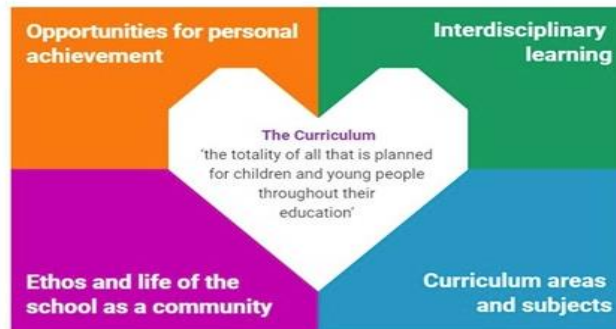 Opportunities for personal
achievement
Interdisciplinary
learning
The Curriculum
'the totality of all that is planned
for children and young people
throughout their
education'
Ethos and life of the
school as a community
Curriculum areas
and subjects